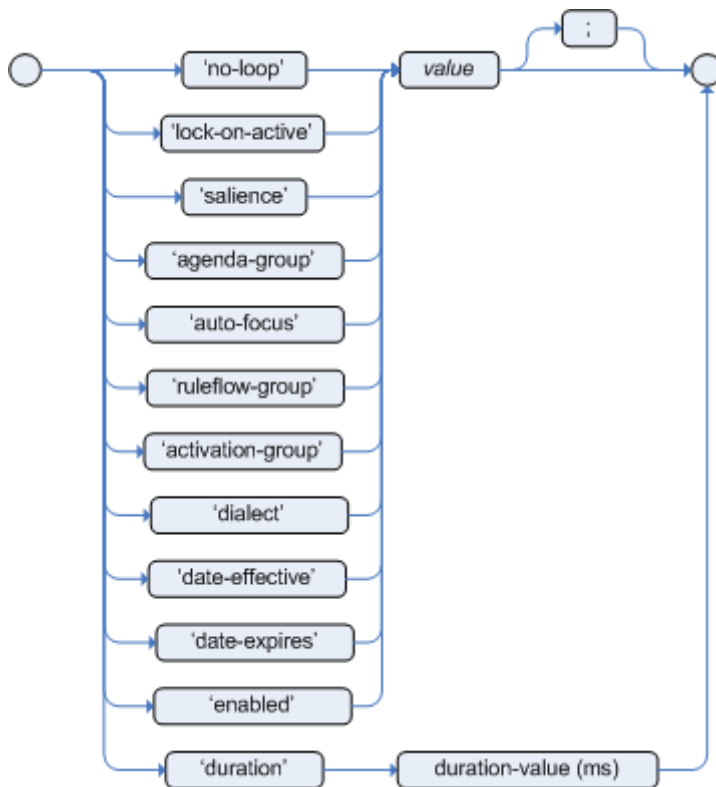 ;
‘no-loop’
value
‘lock-on-active’
‘salience’
‘agenda-group’
‘auto-focus’
‘ruleflow-group’
‘activation-group’
‘dialect’
‘date-effective’
‘date-expires’
‘enabled’
‘duration’
duration-value (ms)